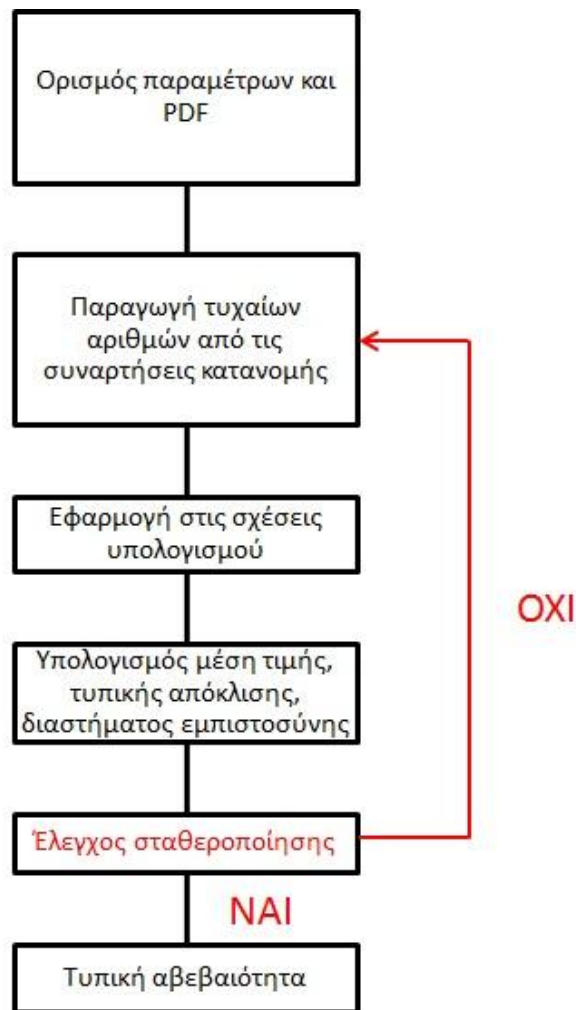 Ορισμός παραμέτρων και
PDF
Παραγωγή τυχαίων
αριθμών από τις
συναρτήσεις κατανομής
Εφαρμογή στις σχέσεις
υπολογισμού
ΟΧΙ
Υπολογισμός μέση τιμής,
τυπικής απόκλισης,
διαστήματος εμπιστοσύνης
Έλεγχος σταθεροποίησης
ΝΑΙ
Τυπική αβεβαιότητα